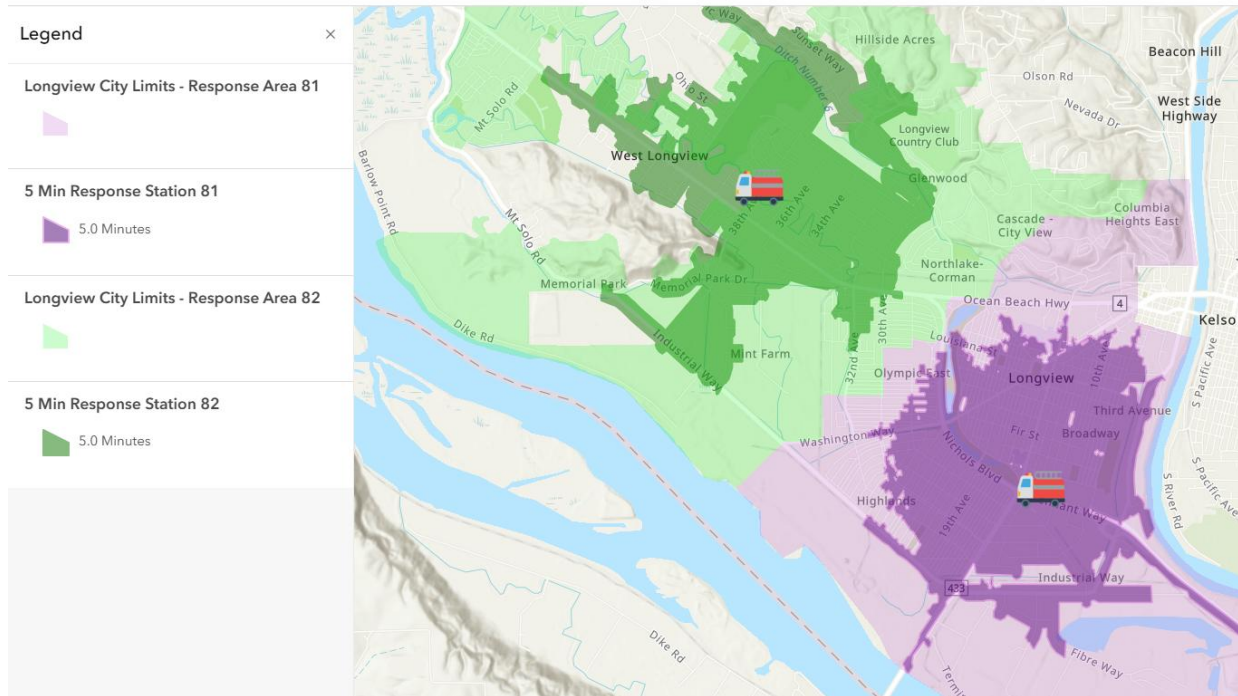 Legend
×
Longview City Limits - Response Area 81
5 Min Response Station 81
5.0 Minutes
Longview City Limits - Response Area 82
5 Min Response Station 82
5.0 Minutes
Way
Sunset Way
Hillside Acres
Beacon Hill
Ditch Number 6
Olson Rd
Ohio St
Nevada Dr
West Side
Highway
Mt Solo Rd
Longview
Country Club
West Longview
Barlow Point Rd
Glenwood
38th Ave
36th Ave
34th Ave
Columbia
Heights East
Cascade -
City View
Mt Solo Rd
Northlake-
Corman
Memorial Park
Memorial Park Dr
Ocean Beach Hwy
4
Kelso
Dike Rd
30th Ave
32nd Ave
Louisiana St
Industrial Way
Mint Farm
10th Ave
S Pacific Ave
Olympic East
Longview
Third Avenue
Washington Way
Fir St
Broadway
Nichols Blvd
Highlands
19th Ave
Way
S River Rd
S Pacific Ave
433
Industrial Way
Dike Rd
Fibre Way